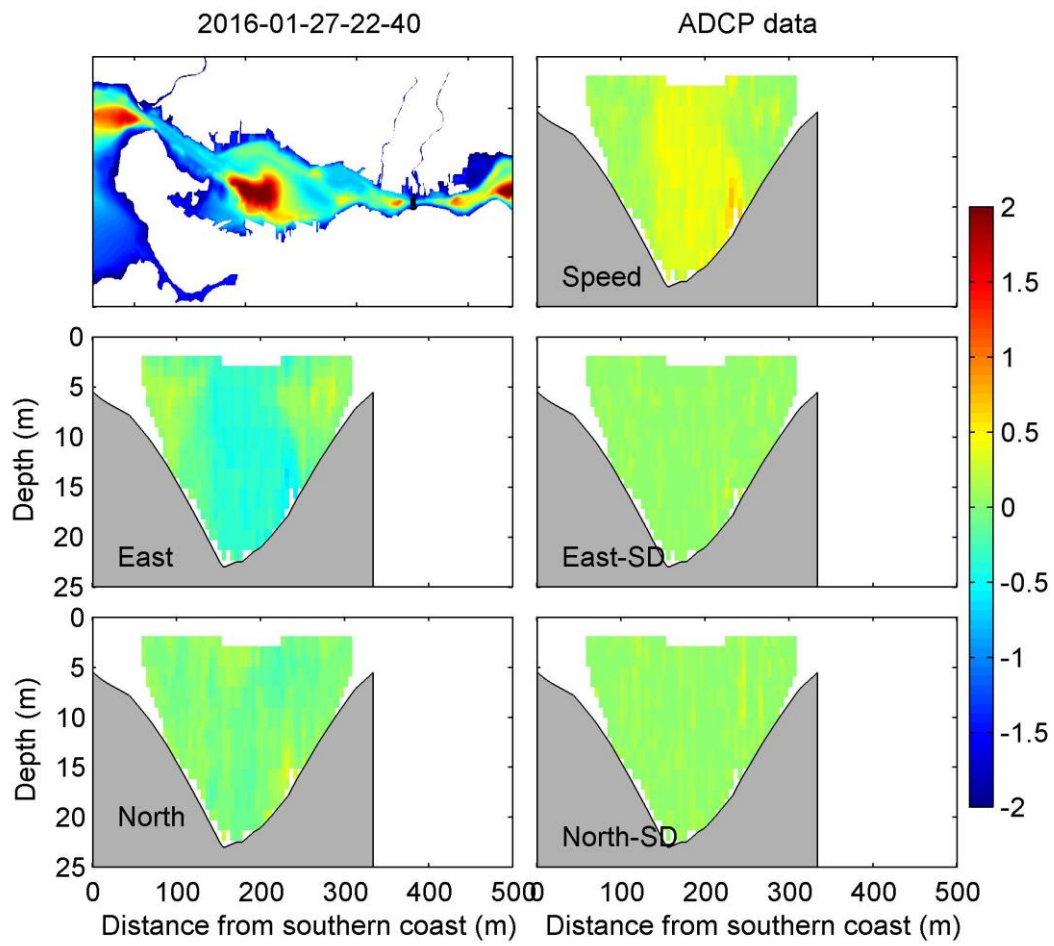 2016-01-27-22-40
ADCP data
Speed
2
1.5
1
0.5
0
-0.5
-1
-1.5
-2
Depth (m)
0
5
10
15
20
25
East
East-SD
Depth (m)
0
5
10
15
20
25
North
North-SD
0 100 200 300 400 500
0 100 200 300 400 500
Distance from southern coast (m)
Distance from southern coast (m)